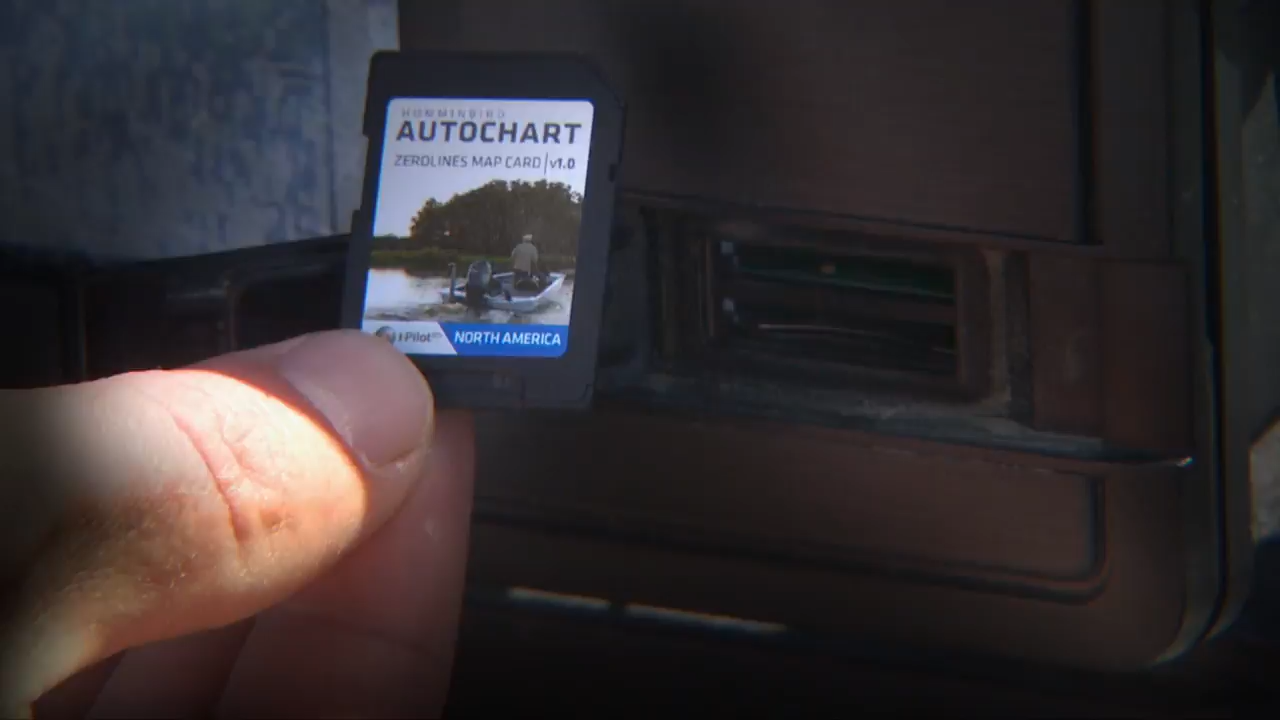 HUMMINBIRD
AUTOCHART
ZEROLINES MAP CARD | v1.0
i-Pilot
NORTH AMERICA